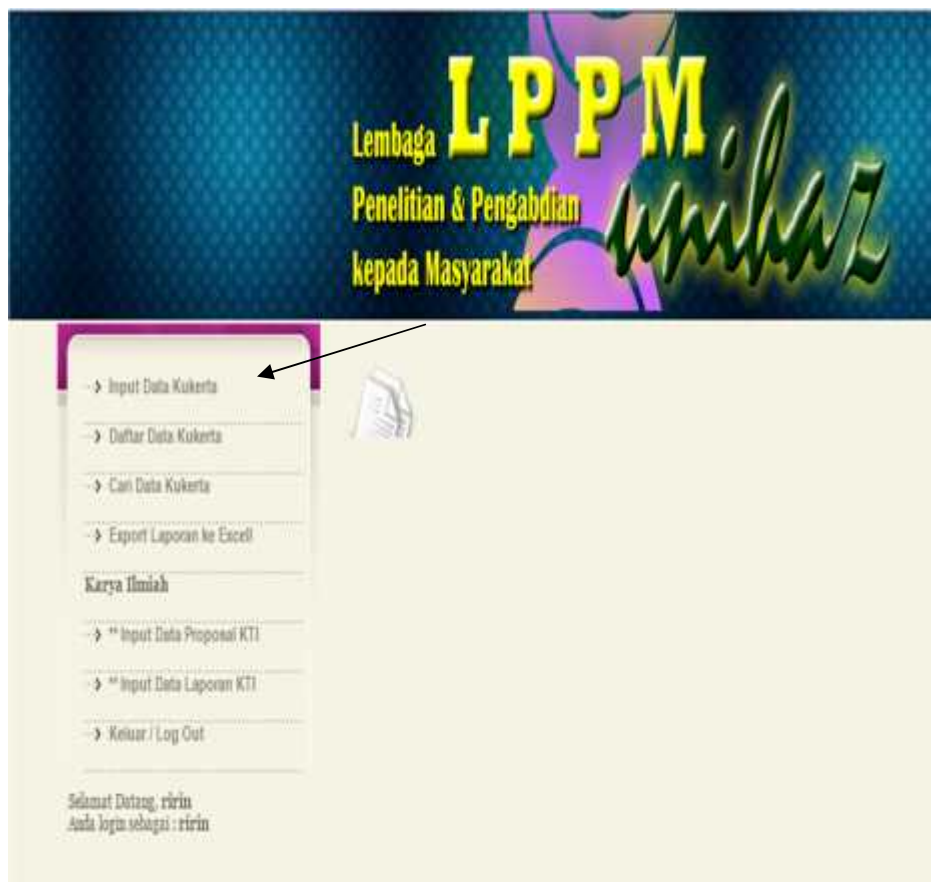 L P P M
Lembaga
Penelitian & Pengabdian
kepada Masyarakat
unihaz
Input Data Kukerta
Daftar Data Kukerta
Cari Data Kukerta
Export Laporan ke Excell
Karya Ilmiah
** Input Data Proposal KTI
** Input Data Laporan KTI
Keluar / Log Out
Selamat Datang, ririn
Anda login sebagai : ririn